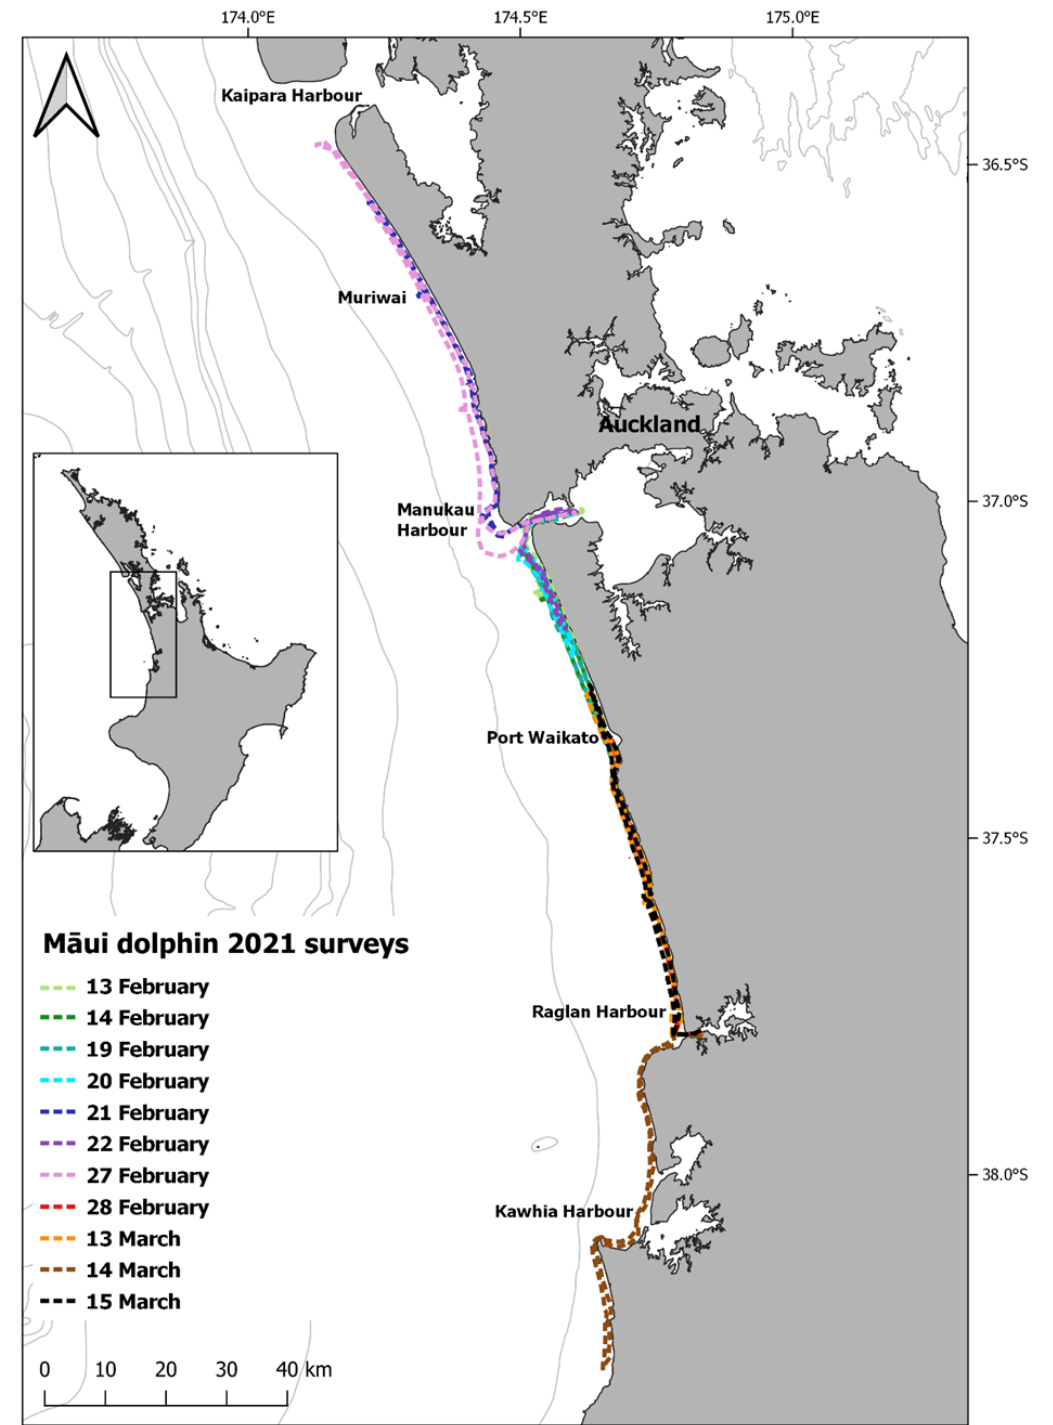 174.0°E 174.5°E 175.0°E
Kaipara Harbour
36.5°S
Muriwai
Auckland
37.0°S
Manukau
Harbour
Port Waikato
37.5°S
Māui dolphin 2021 surveys
13 February
14 February
19 February
20 February
21 February
22 February
27 February
28 February
13 March
14 March
15 March
Raglan Harbour
38.0°S
Kawhia Harbour
0 10 20 30 40 km